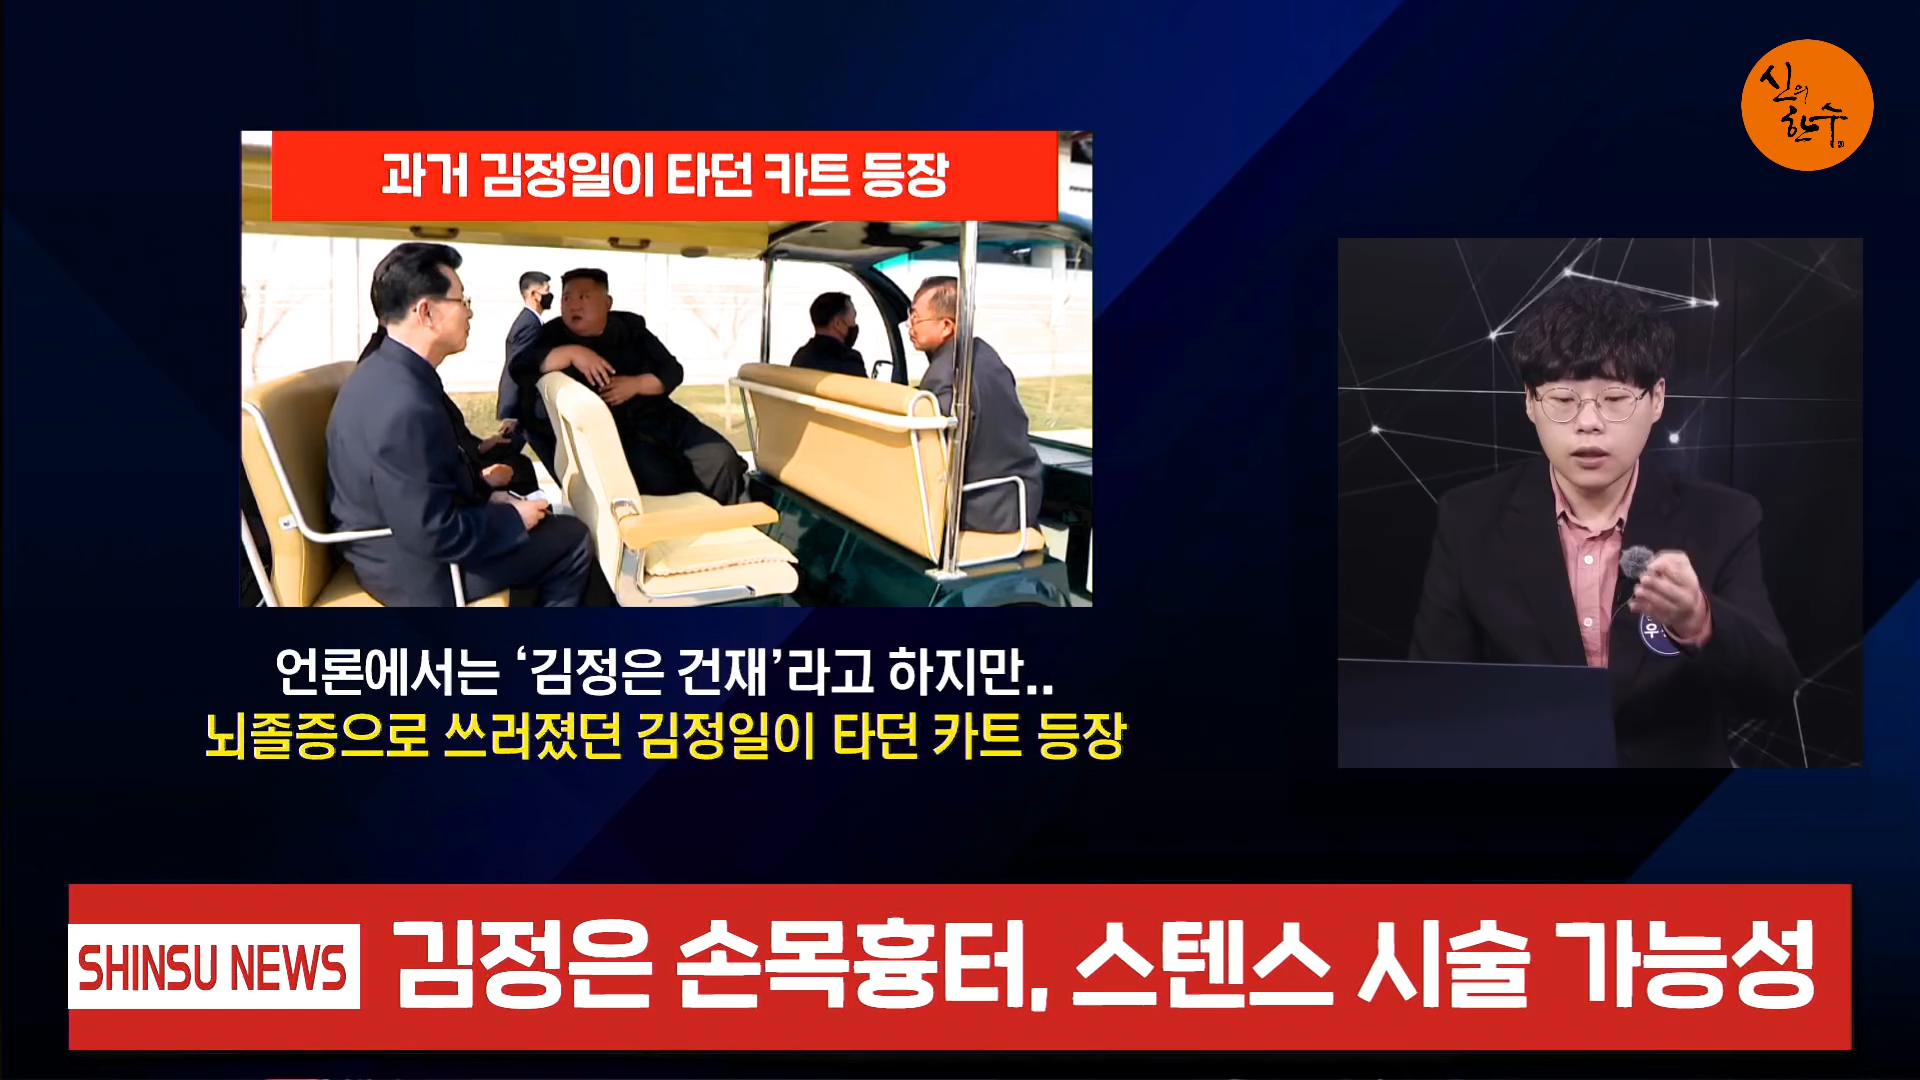 신의
한수
과거 김정일이 타던 카트 등장
언론에서는 ‘김정은 건재’라고 하지만..
뇌졸증으로 쓰러졌던 김정일이 타던 카트 등장
우
SHINSU NEWS
김정은 손목흉터, 스텐스 시술 가능성